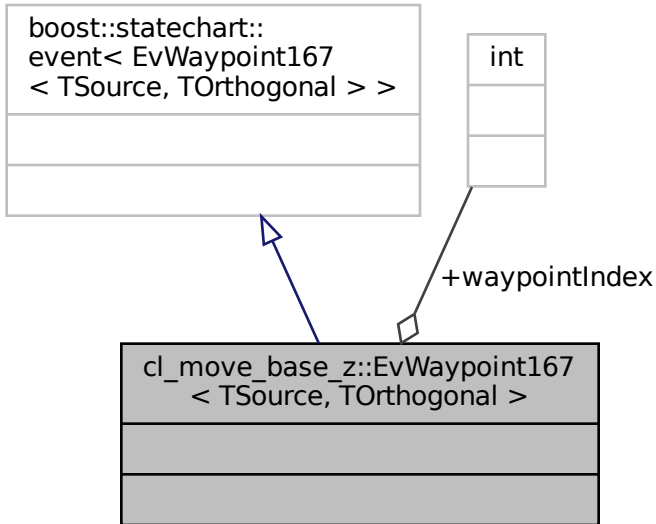 boost::statechart::
event< EvWaypoint167
< TSource, TOrthogonal > >
int
+waypointIndex
cl_move_base_z::EvWaypoint167
< TSource, TOrthogonal >